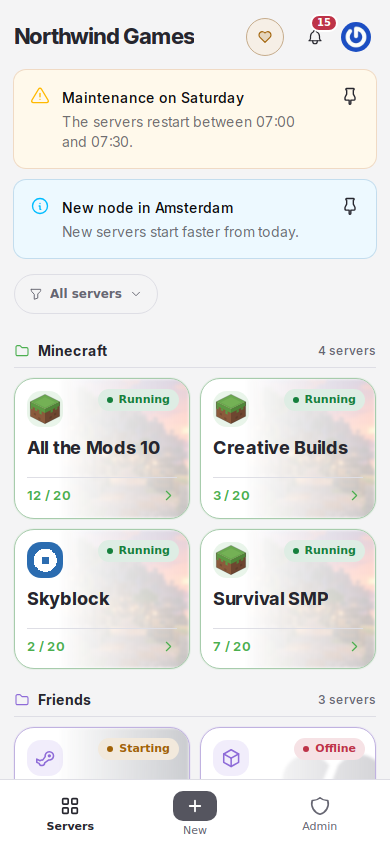 Northwind Games
15
Maintenance on Saturday
The servers restart between 07:00
and 07:30.
New node in Amsterdam
New servers start faster from today.
All servers
Minecraft
4 servers
Running
All the Mods 10
12 / 20
Running
Creative Builds
3 / 20
Running
Skyblock
2 / 20
Running
Survival SMP
7 / 20
Friends
3 servers
Starting
Offline
Servers
New
Admin